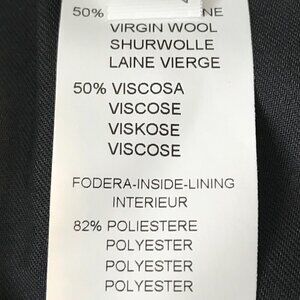 50%
VIRGIN WOOL
SHURWOLLE
LAINE VIERGE
50% VISCOSA
VISCOSE
VISKOSE
VISCOSE
FODERA-INSIDE-LINING
INTERIEUR
82% POLIESTERE
POLYESTER
POLYESTER
POLYESTER